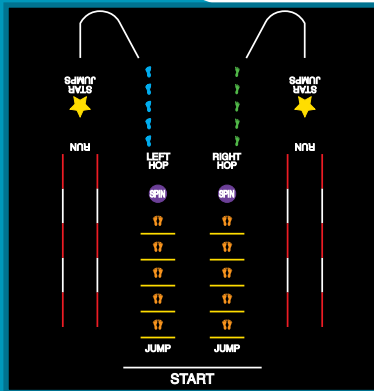 STAR
JUMPS
STAR
JUMPS
RUN
RUN
LEFT
HOP
RIGHT
HOP
SPIN
SPIN
JUMP
JUMP
START